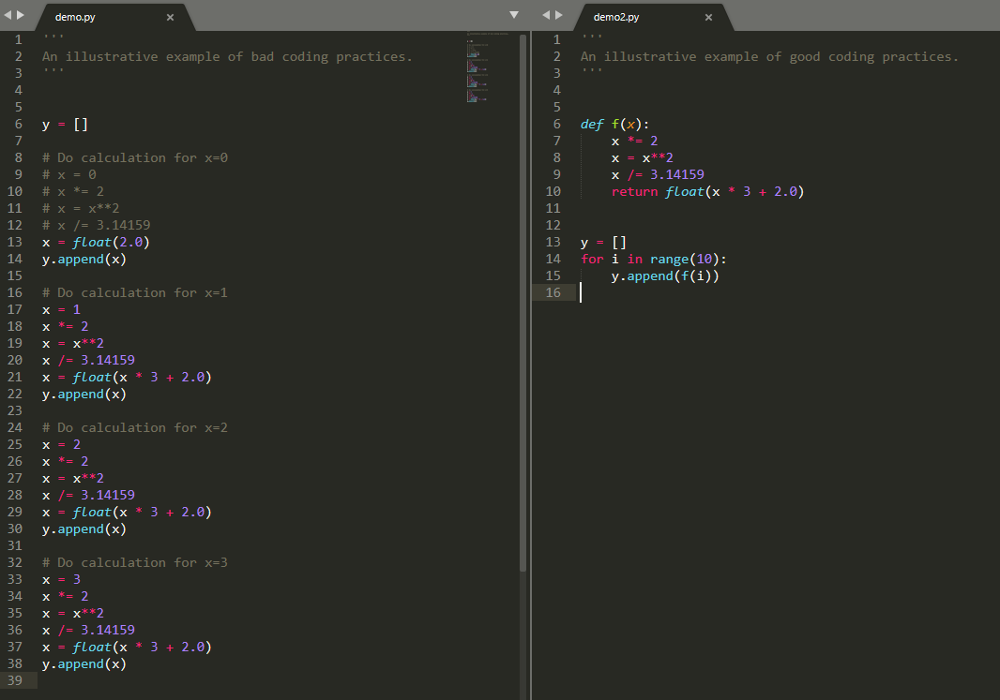 demo.py ×
1 '''
2 An illustrative example of bad coding practices.
3 '''
4
5
6 y = []
7
8 # Do calculation for x=0
9 # x = 0
10 # x *= 2
11 # x = x**2
12 # x /= 3.14159
13 x = float(2.0)
14 y.append(x)
15
16 # Do calculation for x=1
17 x = 1
18 x *= 2
19 x = x**2
20 x /= 3.14159
21 x = float(x * 3 + 2.0)
22 y.append(x)
23
24 # Do calculation for x=2
25 x = 2
26 x *= 2
27 x = x**2
28 x /= 3.14159
29 x = float(x * 3 + 2.0)
30 y.append(x)
31
32 # Do calculation for x=3
33 x = 3
34 x *= 2
35 x = x**2
36 x /= 3.14159
37 x = float(x * 3 + 2.0)
38 y.append(x)
39
demo2.py ×
1 '''
2 An illustrative example of good coding practices.
3 '''
4
5
6 def f(x):
7     x *= 2
8     x = x**2
9     x /= 3.14159
10     return float(x * 3 + 2.0)
11
12
13 y = []
14 for i in range(10):
15     y.append(f(i))
16